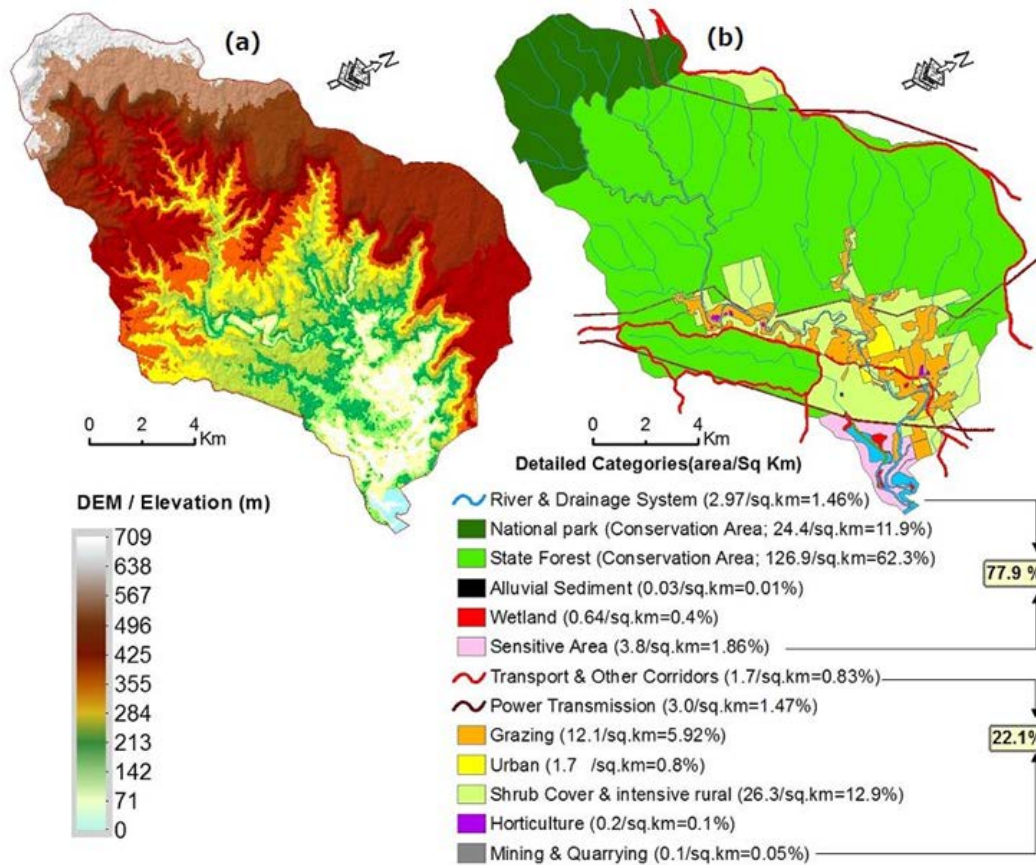 (a)
N
(b)
N
0 2 4
Km
0 2 4
Km
DEM / Elevation (m)
709
638
567
496
425
355
284
213
142
71
0
Detailed Categories(area/Sq Km)
River & Drainage System (2.97/sq.km=1.46%)
National park (Conservation Area; 24.4/sq.km=11.9%)
State Forest (Conservation Area; 126.9/sq.km=62.3%)
Alluvial Sediment (0.03/sq.km=0.01%)
Wetland (0.64/sq.km=0.4%)
Sensitive Area (3.8/sq.km=1.86%)
77.9 %
Transport & Other Corridors (1.7/sq.km=0.83%)
Power Transmission (3.0/sq.km=1.47%)
Grazing (12.1/sq.km=5.92%)
Urban (1.7 /sq.km=0.8%)
Shrub Cover & intensive rural (26.3/sq.km=12.9%)
Horticulture (0.2/sq.km=0.1%)
Mining & Quarrying (0.1/sq.km=0.05%)
22.1%